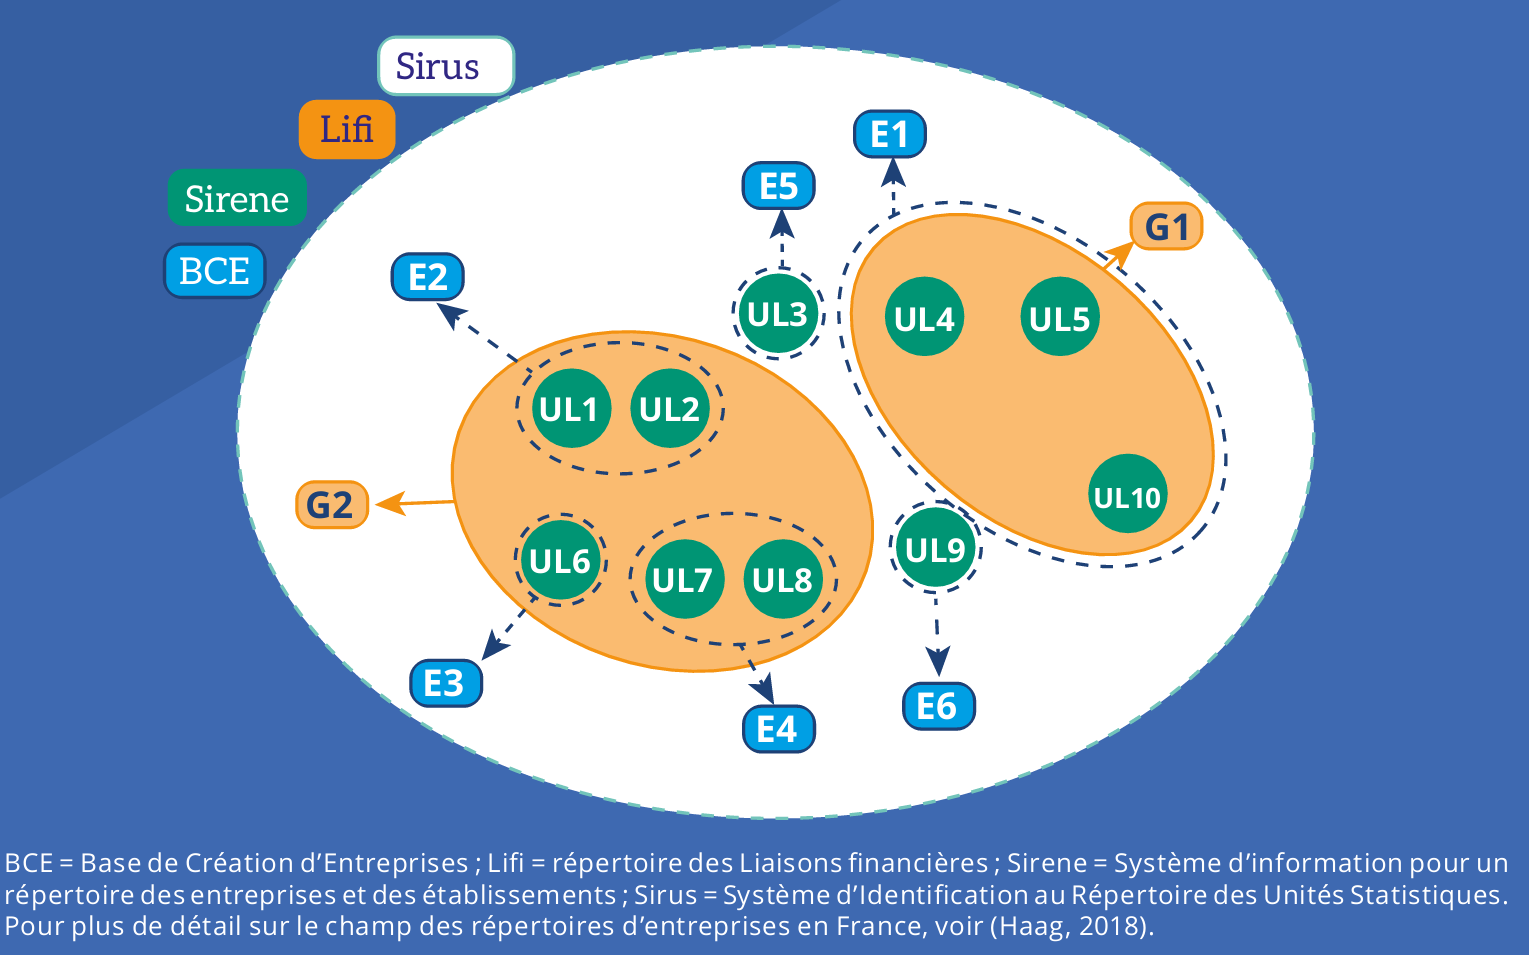 Sirus
Lifi
Sirene
BCE
E1
E5
G1
E2
UL3
UL4
UL5
UL1
UL2
G2
UL10
UL6
UL7
UL8
UL9
E3
E4
E6
BCE = Base de Création d’Entreprises ; Lifi = répertoire des Liaisons financières ; Sirene = Système d’information pour un
répertoire des entreprises et des établissements ; Sirus = Système d’Identification au Répertoire des Unités Statistiques.
Pour plus de détail sur le champ des répertoires d’entreprises en France, voir (Haag, 2018).